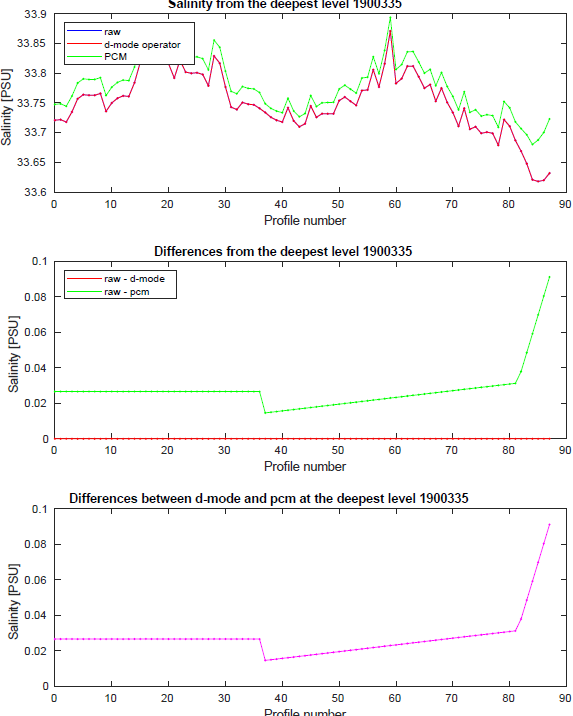 Salinity from the deepest level 1900335
33.9
33.85
33.8
33.75
33.7
33.65
33.6
Salinity [PSU]
raw
d-mode operator
PCM
0 10 20 30 40 50 60 70 80 90
Profile number
Differences from the deepest level 1900335
0.1
0.08
0.06
0.04
0.02
0
Salinity [PSU]
raw - d-mode
raw - pcm
0 10 20 30 40 50 60 70 80 90
Profile number
Differences between d-mode and pcm at the deepest level 1900335
0.1
0.08
0.06
0.04
0.02
0
Salinity [PSU]
0 10 20 30 40 50 60 70 80 90
Profile number